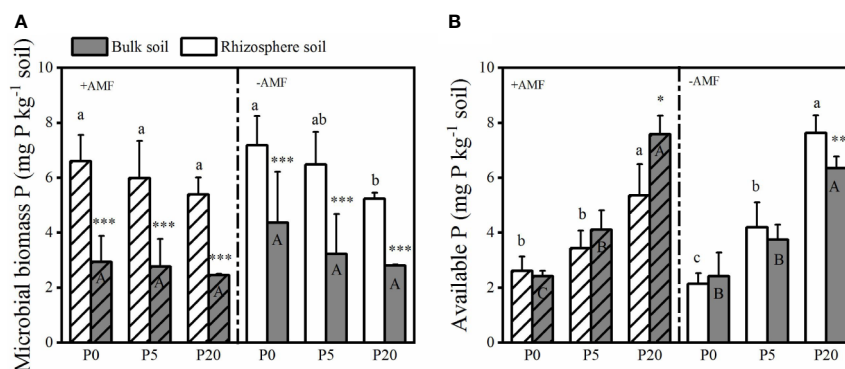 A
B
Bulk soil
Rhizosphere soil
Microbial biomass P (mg P kg⁻¹ soil)
10
8
6
4
2
0
+AMF
-AMF
a
a
a
a
ab
b
***
***
***
***
***
***
A
A
A
A
A
A
P0
P5
P20
P0
P5
P20
Available P (mg P kg⁻¹ soil)
10
8
6
4
2
0
+AMF
-AMF
b
b
a
*
c
b
a
**
C
B
A
B
B
A
P0
P5
P20
P0
P5
P20